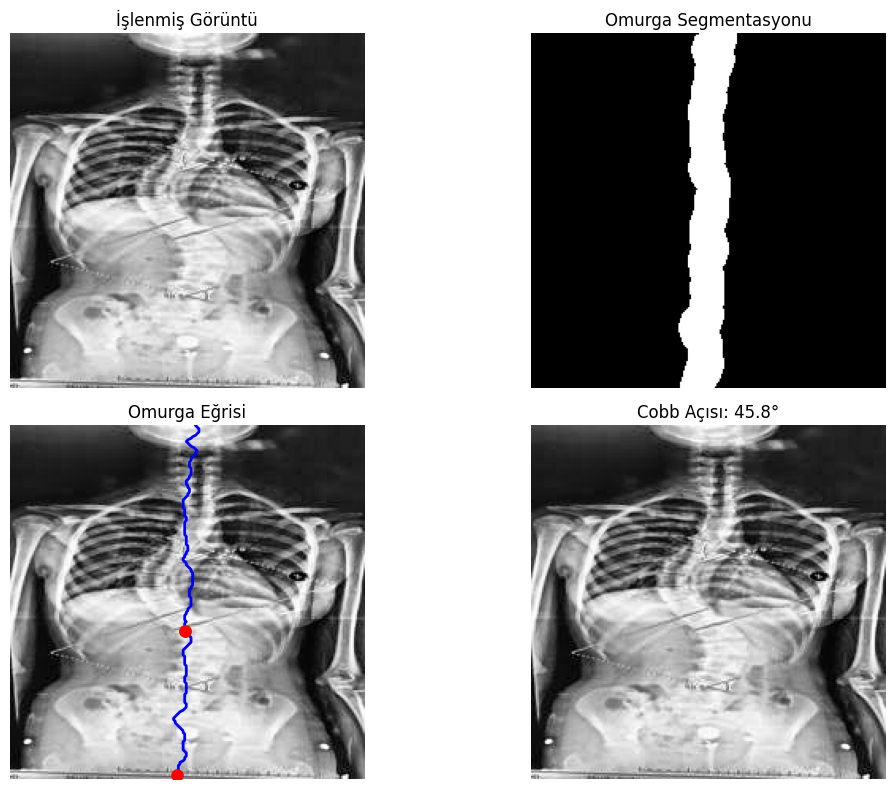 İşlenmiş Görüntü
Omurga Segmentasyonu
Omurga Eğrisi
Cobb Açısı: 45.8°